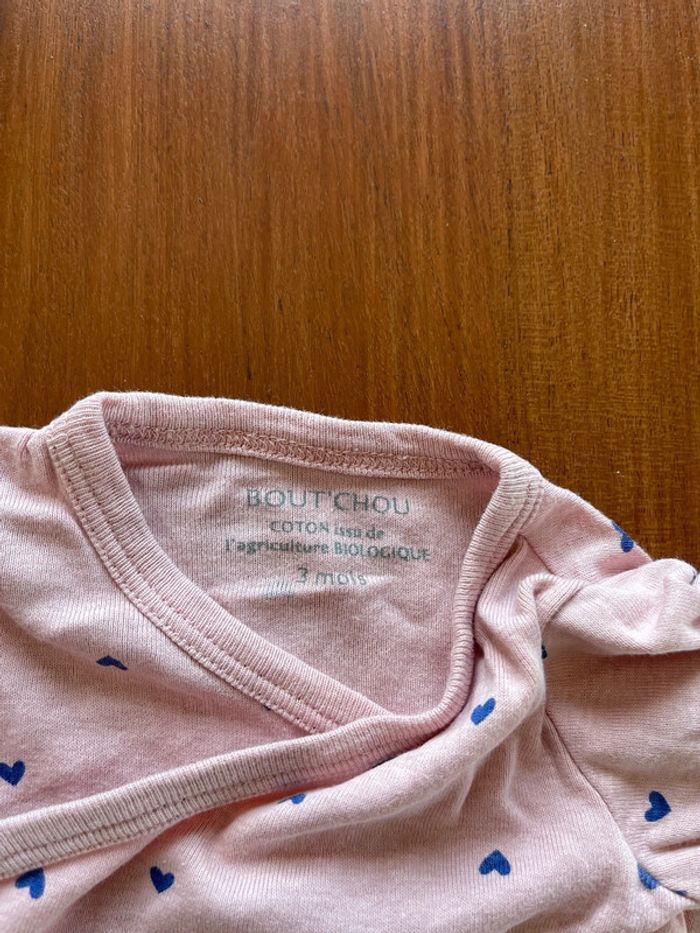 BOUT'CHOU
COTON issu de
l'agriculture BIOLOGIQUE
3 mois